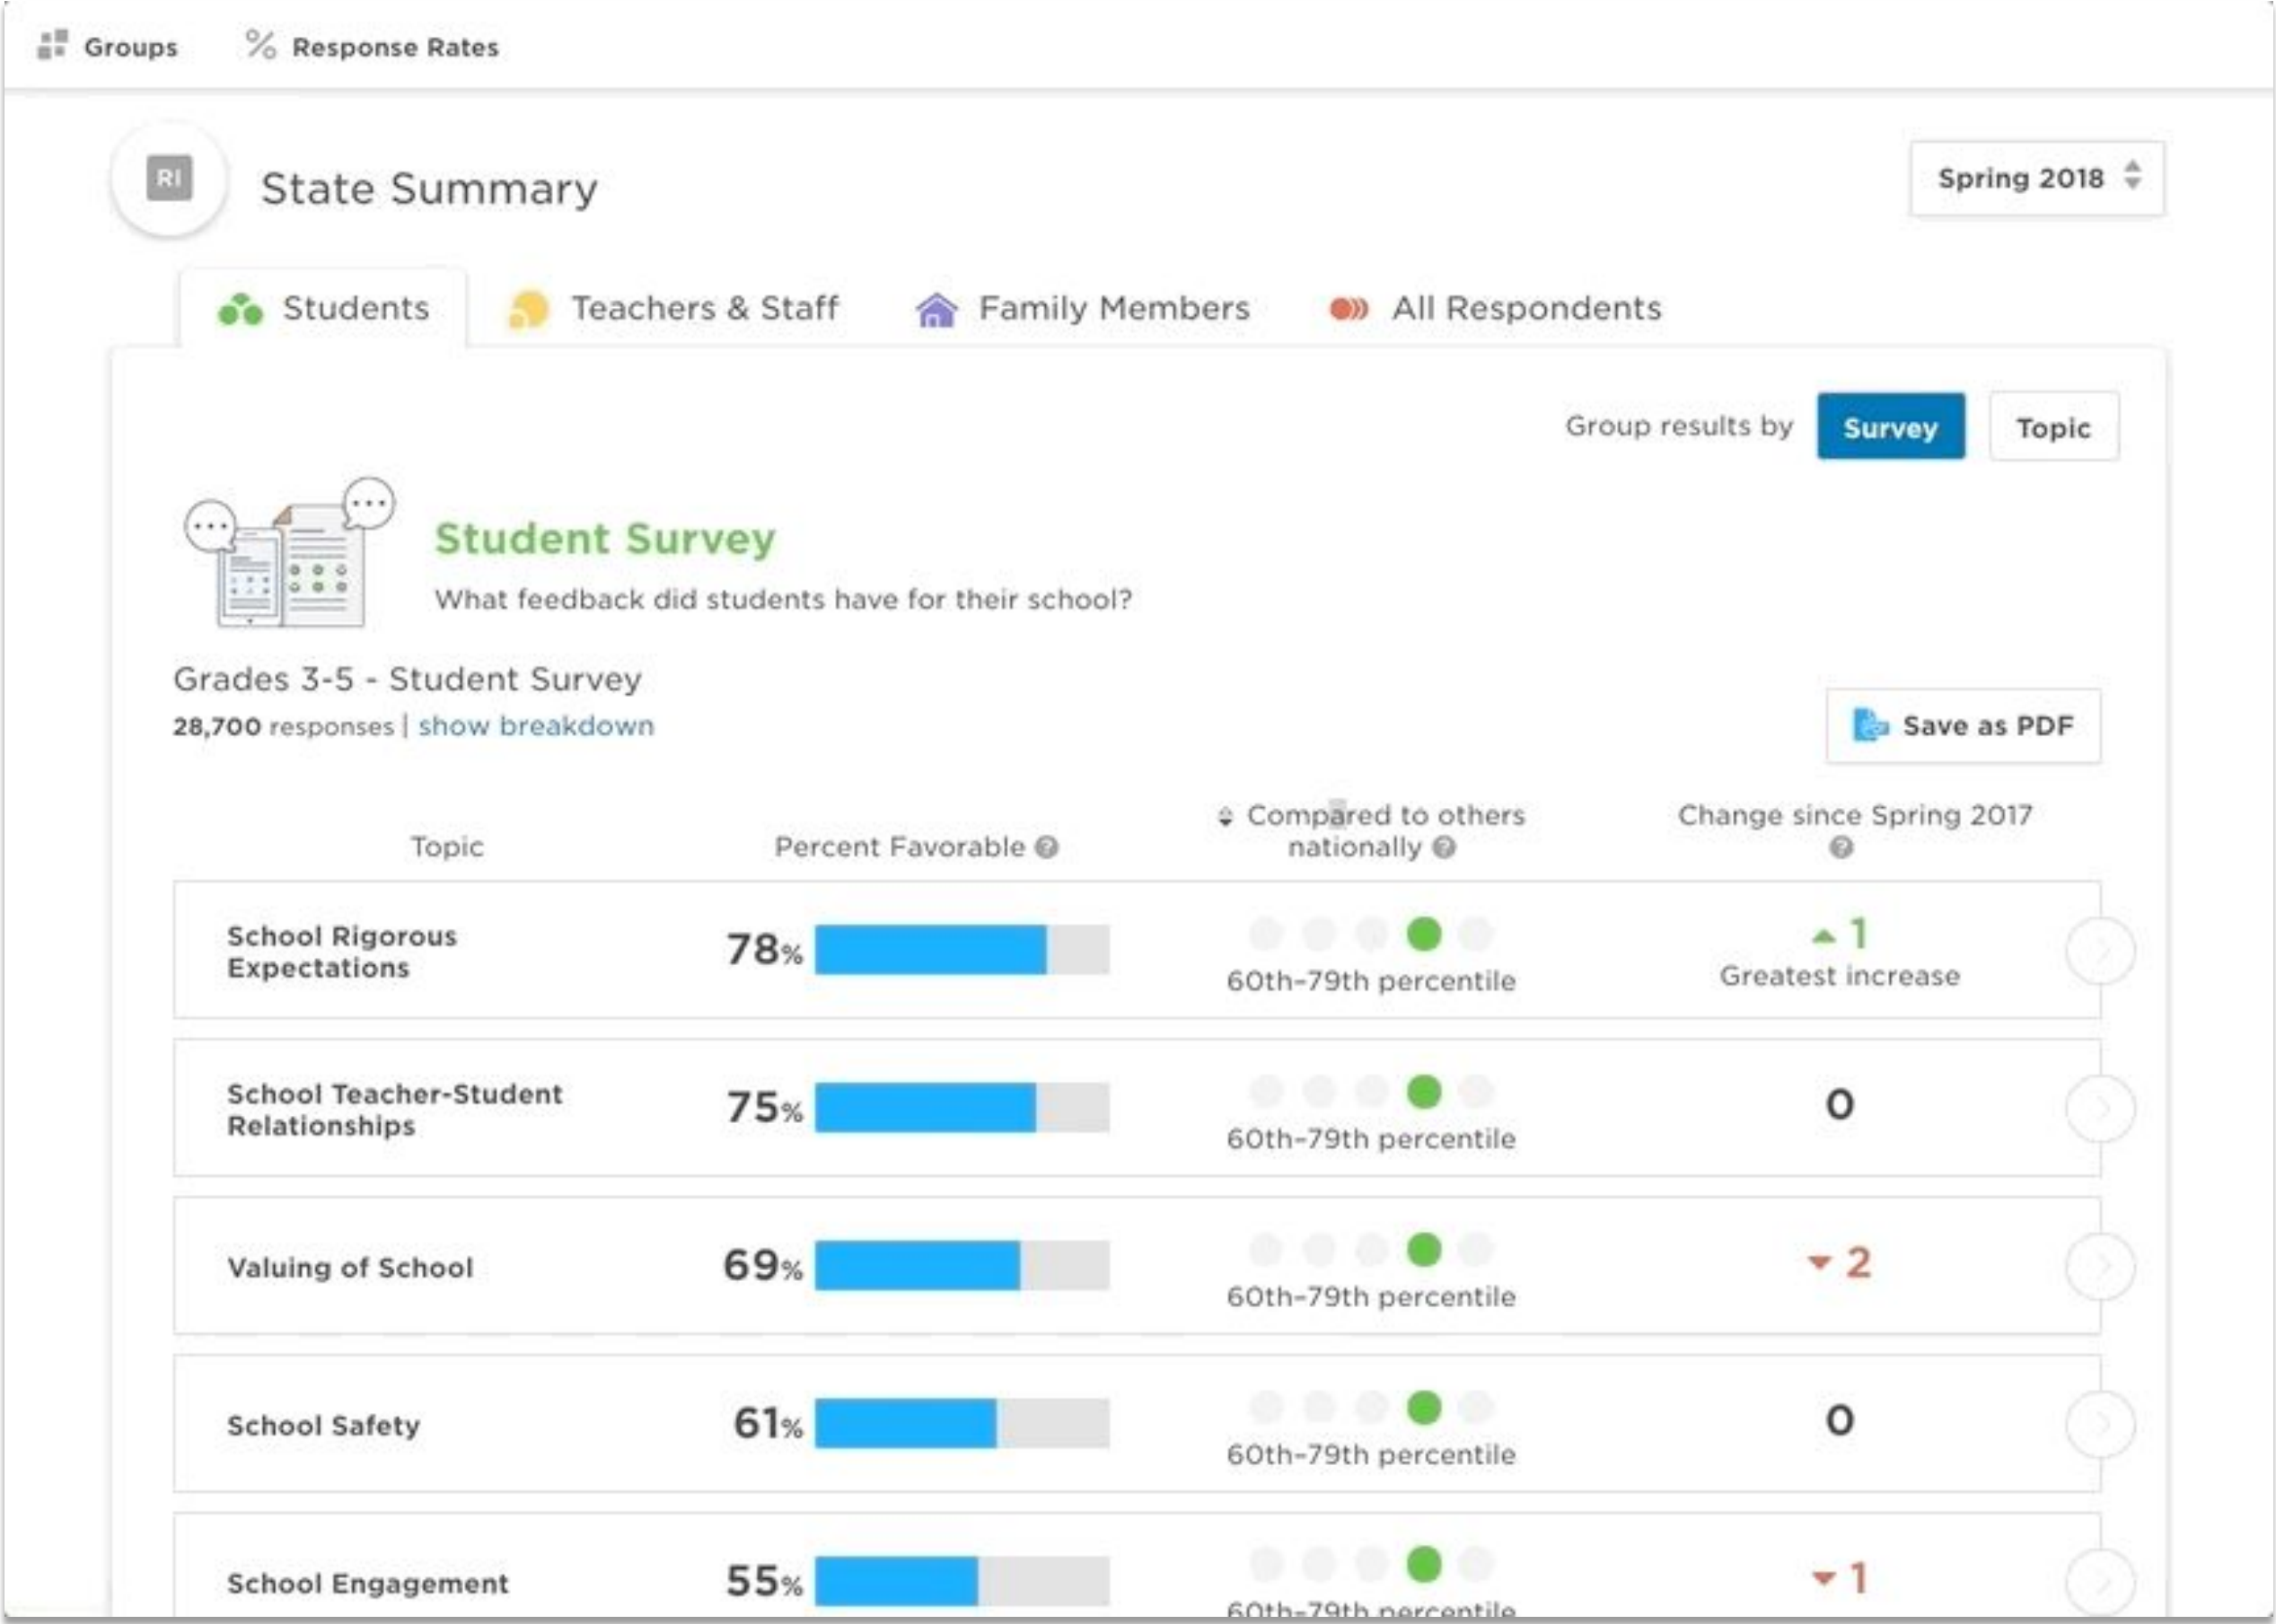 Groups
% Response Rates
RI
State Summary
Spring 2018
Students
Teachers & Staff
Family Members
All Respondents
Group results by
Survey
Topic
Student Survey
What feedback did students have for their school?
Grades 3-5 - Student Survey
28,700 responses | show breakdown
Save as PDF
Topic
Percent Favorable ?
Compared to others
nationally ?
Change since Spring 2017
?
School Rigorous
Expectations
78%
60th-79th percentile
1
Greatest increase
School Teacher-Student
Relationships
75%
60th-79th percentile
0
Valuing of School
69%
60th-79th percentile
2
School Safety
61%
60th-79th percentile
0
School Engagement
55%
60th-79th percentile
1